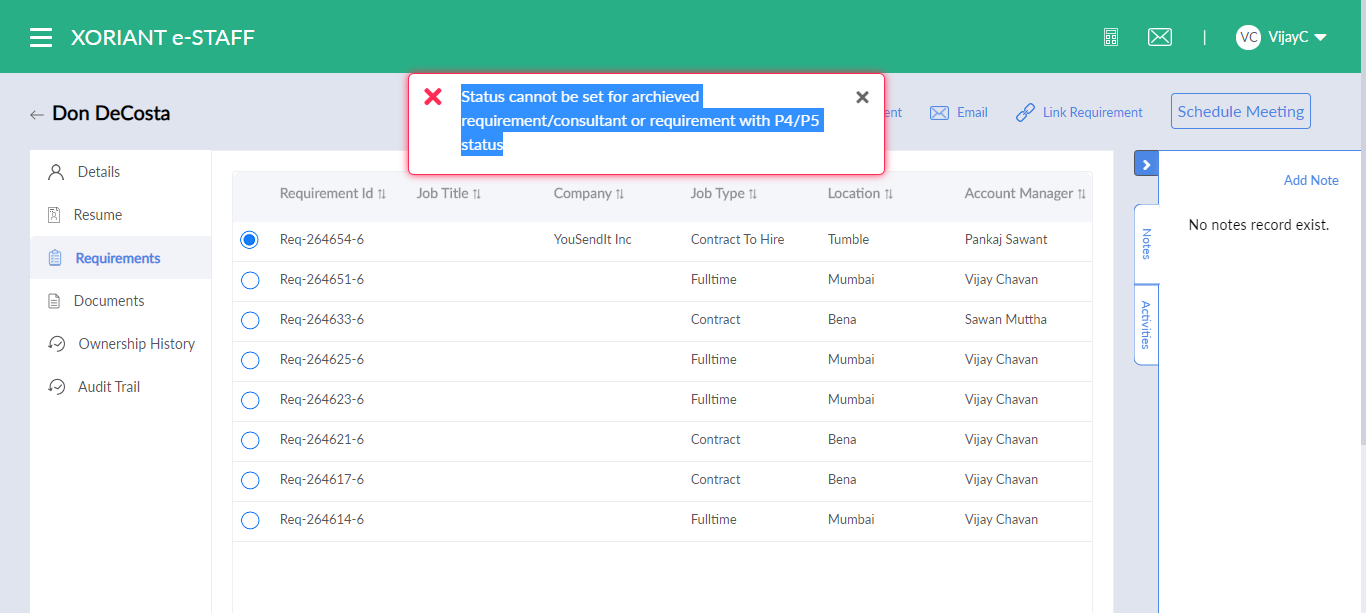 XORIANT e-STAFF
VC VijayC
Don DeCosta
Status cannot be set for archieved
requirement/consultant or requirement with P4/P5
status
Email
Link Requirement
Schedule Meeting
Details
Resume
Requirements
Documents
Ownership History
Audit Trail
Requirement Id Job Title Company Job Type Location Account Manager
Req-264654-6 YouSendIt Inc Contract To Hire Tumble Pankaj Sawant
Req-264651-6 Fulltime Mumbai Vijay Chavan
Req-264633-6 Contract Bena Sawan Muttha
Req-264625-6 Fulltime Mumbai Vijay Chavan
Req-264623-6 Fulltime Mumbai Vijay Chavan
Req-264621-6 Contract Bena Vijay Chavan
Req-264617-6 Contract Bena Vijay Chavan
Req-264614-6 Fulltime Mumbai Vijay Chavan
Notes
Activities
Add Note
No notes record exist.